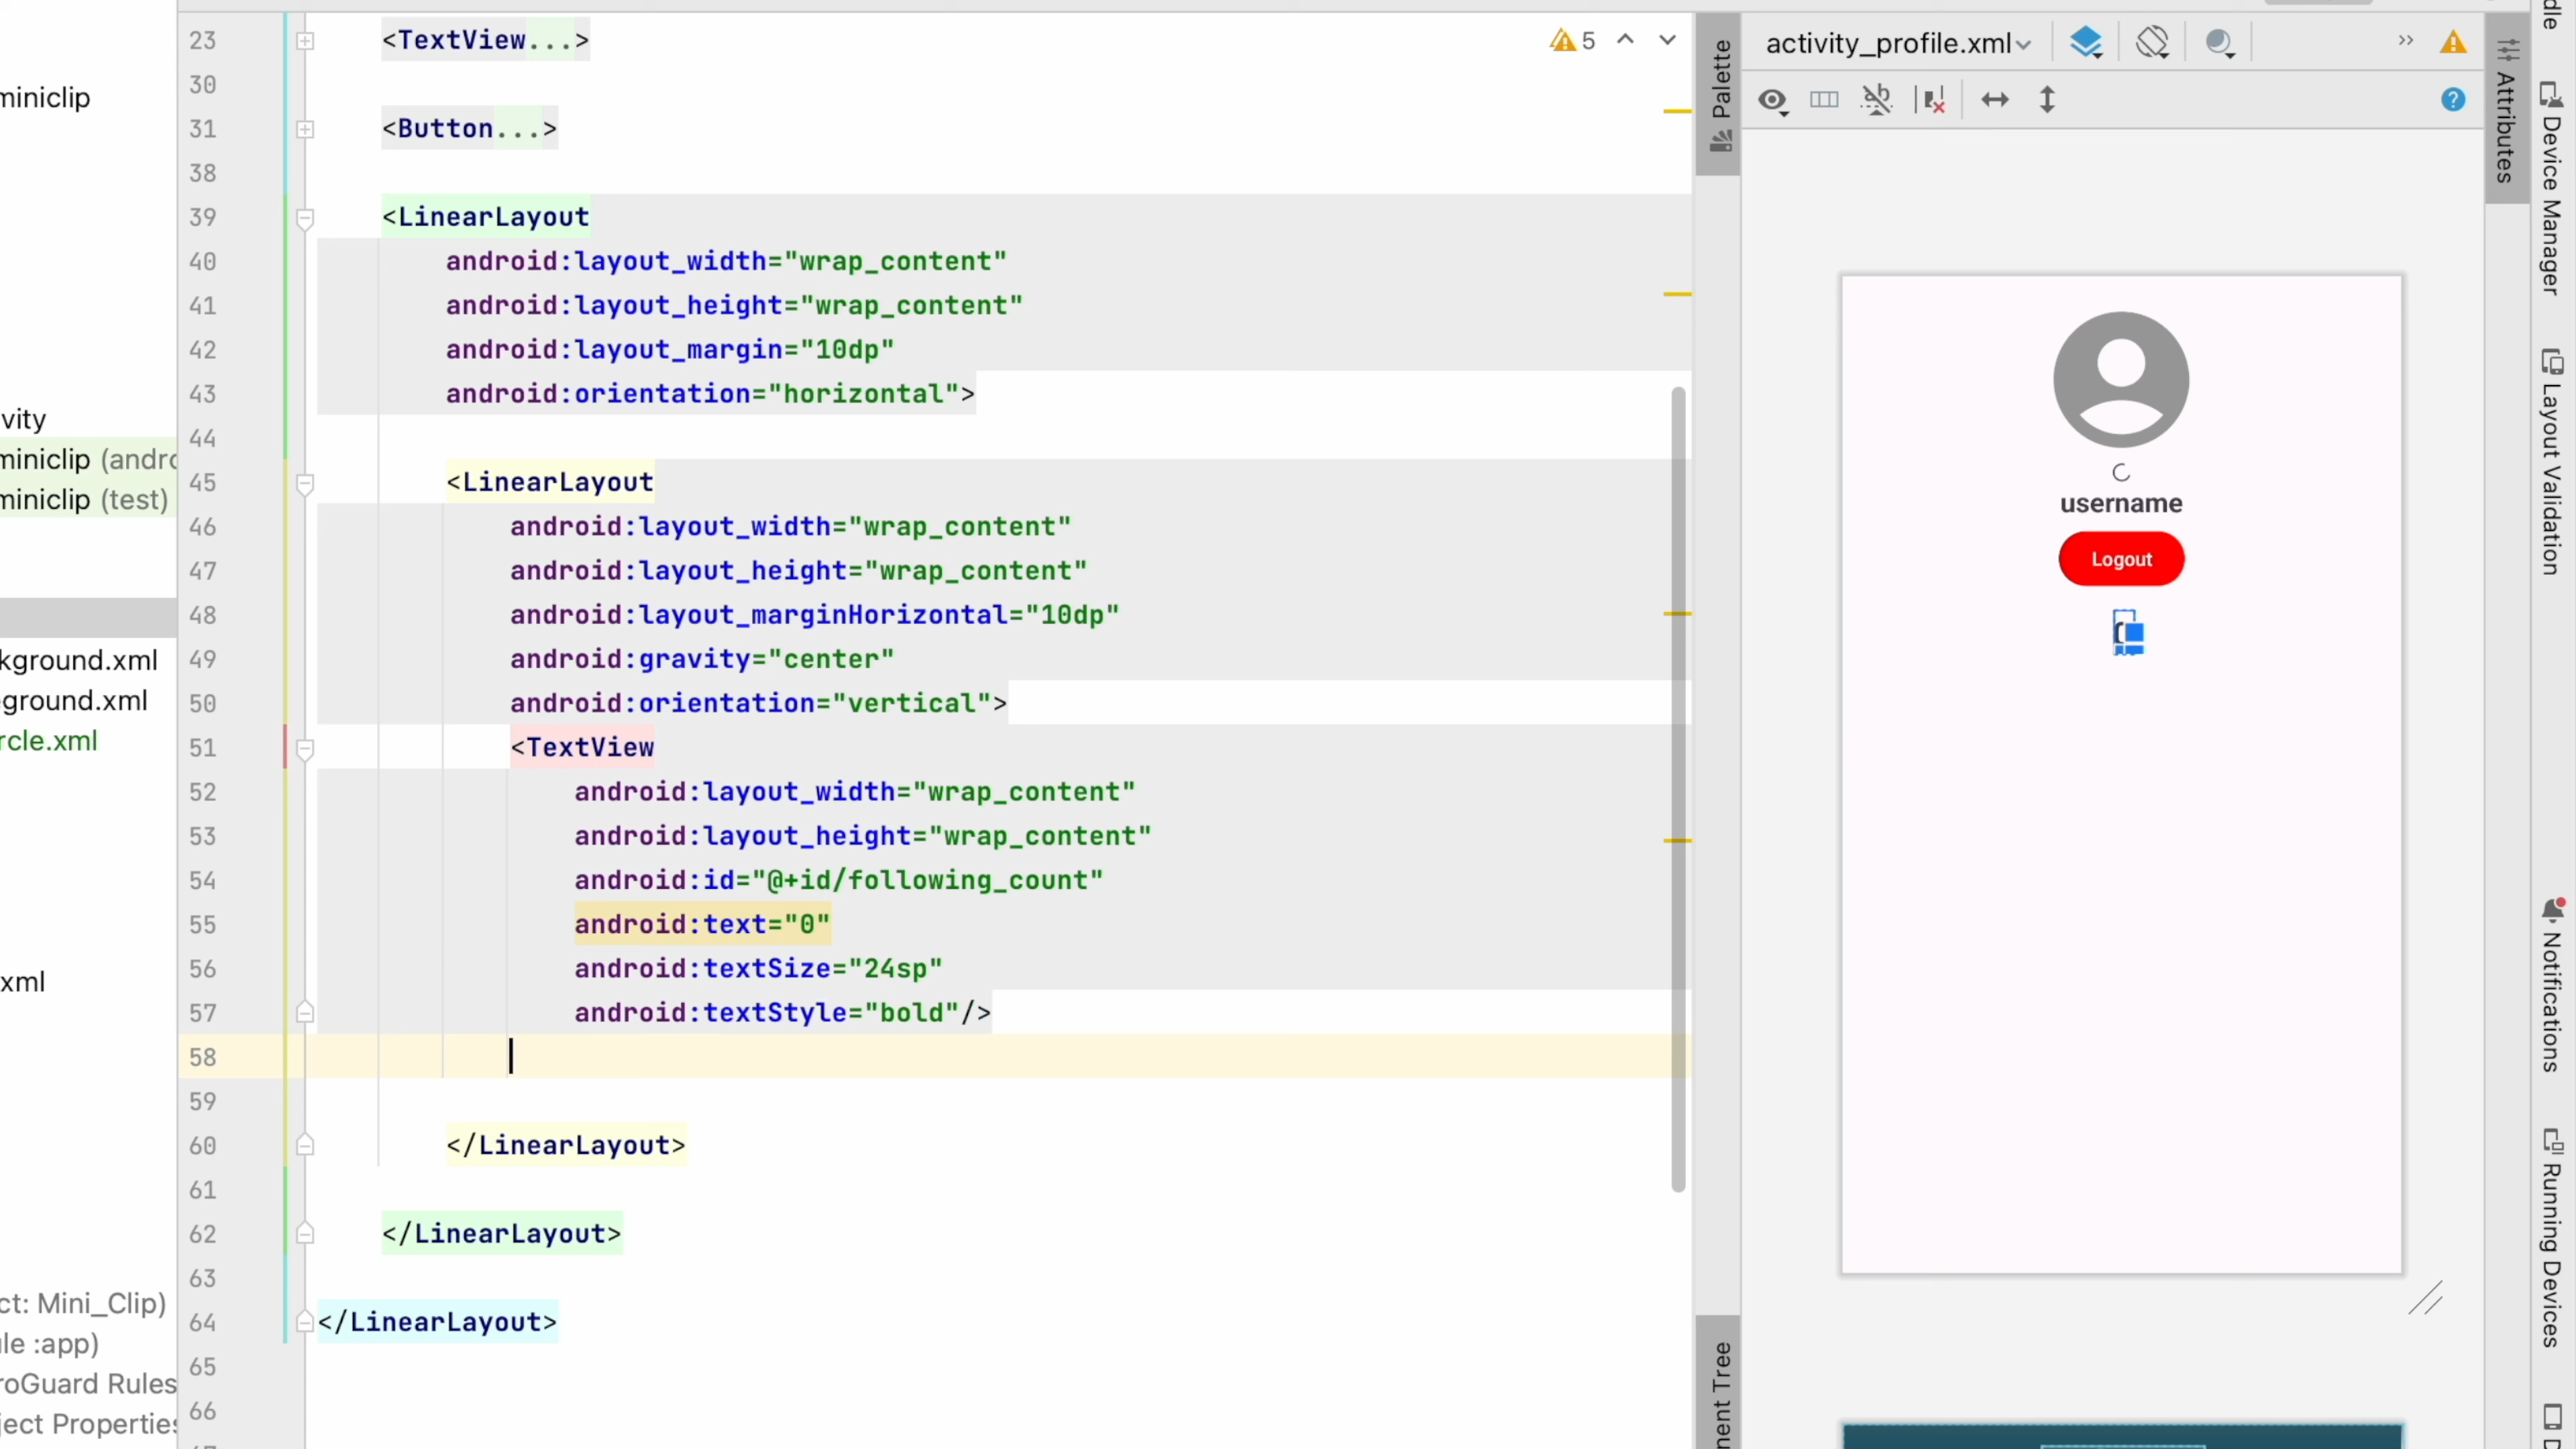 miniclip
vity
miniclip (andro
miniclip (test)
kground.xml
ground.xml
rcle.xml
xml
ct: Mini_Clip)
le :app)
roGuard Rules
ject Properties
23 <TextView...>
30
31 <Button...>
38
39 <LinearLayout
40 android:layout_width="wrap_content"
41 android:layout_height="wrap_content"
42 android:layout_margin="10dp"
43 android:orientation="horizontal">
44
45 <LinearLayout
46 android:layout_width="wrap_content"
47 android:layout_height="wrap_content"
48 android:layout_marginHorizontal="10dp"
49 android:gravity="center"
50 android:orientation="vertical">
51 <TextView
52 android:layout_width="wrap_content"
53 android:layout_height="wrap_content"
54 android:id="@+id/following_count"
55 android:text="0"
56 android:textSize="24sp"
57 android:textStyle="bold"/>
58
59
60 </LinearLayout>
61
62 </LinearLayout>
63
64 </LinearLayout>
65
66
5
Palette
nent Tree
activity_profile.xml
username
Logout
Attributes
dle
Device Manager
Layout Validation
Notifications
Running Devices